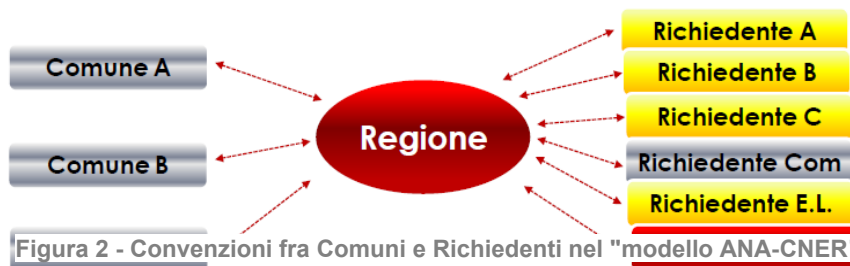 Richiedente A
Comune A
Richiedente B
Richiedente C
Regione
Comune B
Richiedente Com
Richiedente E.L.
Figura 2 - Convenzioni fra Comuni e Richiedenti nel "modello ANA-CNER